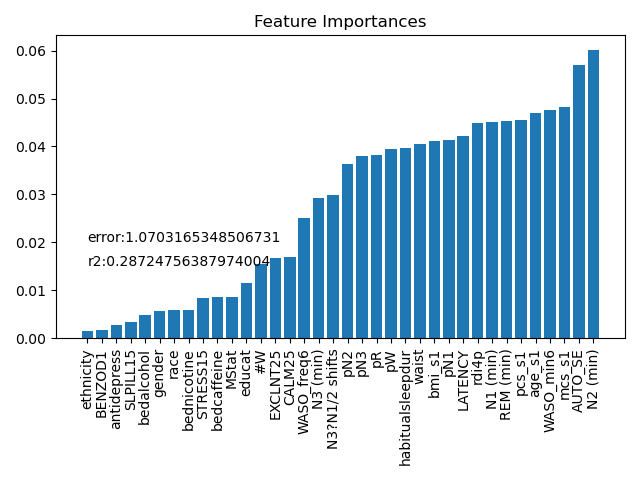 Feature Importances
0.06
0.05
0.04
0.03
0.02
0.01
0.00
error:1.0703165348506731
r2:0.28724756387974004
ethnicity
BENZOD1
antidepress
SLPILL15
bedalcohol
gender
race
bednicotine
STRESS15
bedcaffeine
MStat
educat
#W
EXCLNT25
CALM25
WASO_freq6
N3 (min)
N3?N1/2 shifts
pN2
pN3
pR
pW
habitualsleepdur
waist
bmi_s1
pN1
LATENCY
rdi4p
N1 (min)
REM (min)
pcs_s1
age_s1
WASO_min6
mcs_s1
AUTO_SE
N2 (min)